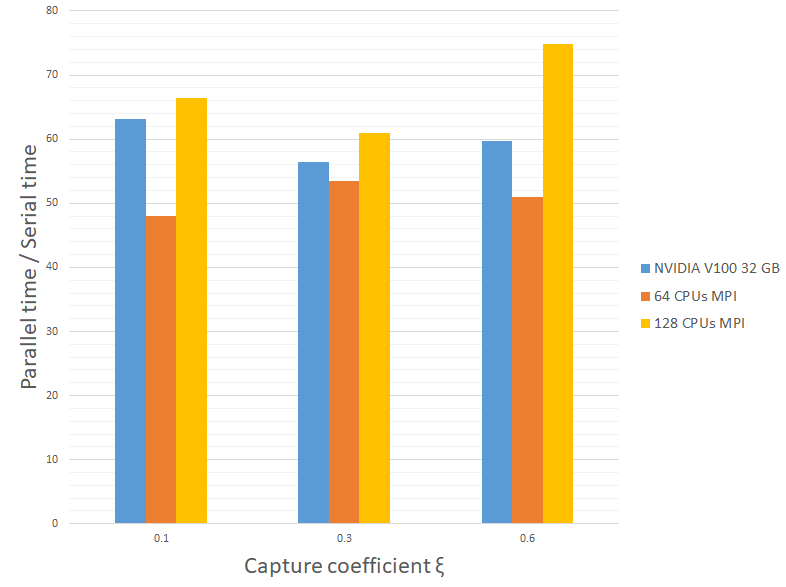 80
70
60
50
40
30
20
10
0
Parallel time / Serial time
0.1 0.3 0.6
Capture coefficient ξ
NVIDIA V100 32 GB
64 CPUs MPI
128 CPUs MPI